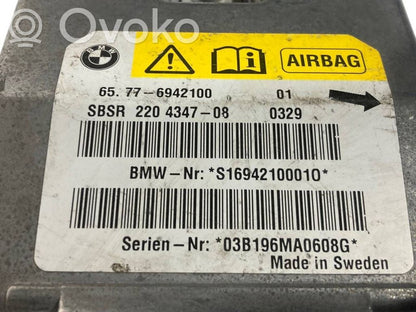 Ovoko
BMW
AIRBAG
65. 77-6942100 01
SBSR 220 4347-08 0329
BMW-Nr: *S16942100010*
Serien-Nr: *03B196MA0608G*
Made in Sweden